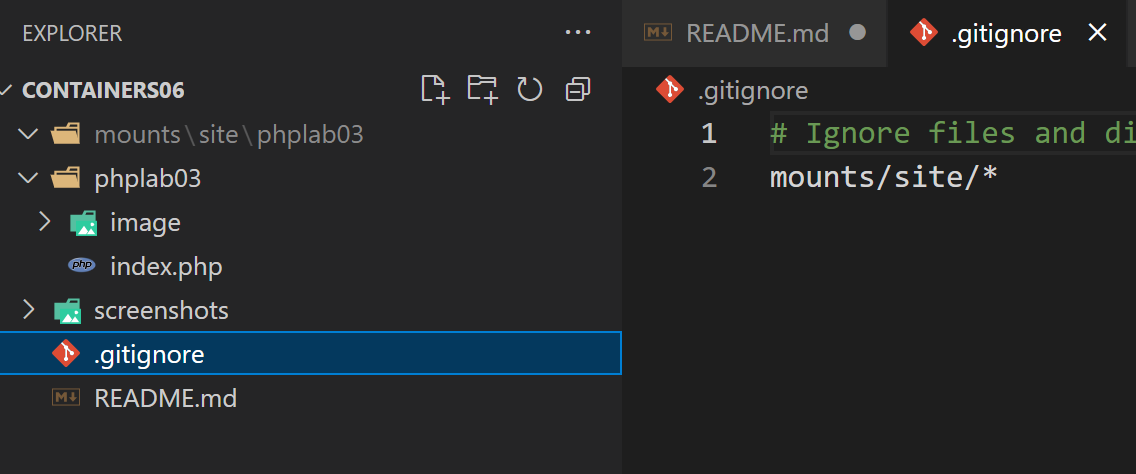 EXPLORER
CONTAINERS06
mounts\site\phplab03
phplab03
image
php index.php
screenshots
.gitignore
README.md
README.md
.gitignore
.gitignore
1 # Ignore files and di
2 mounts/site/*